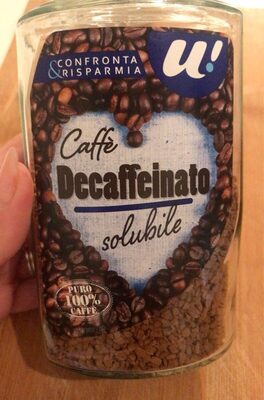 CONFRONTA
& RISPARMIA
U!
Caffè
Decaffeinato
solubile
PURO
100%
CAFFÈ